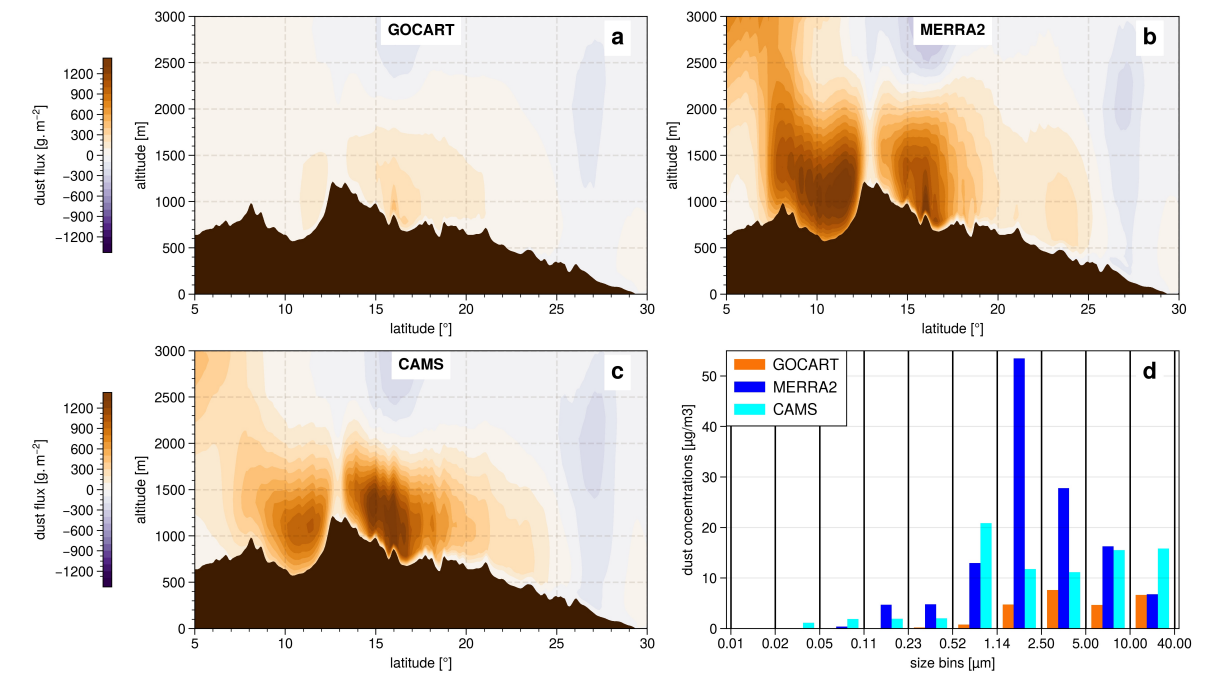 GOCART
a
3000
2500
2000
1500
1000
500
0
altitude [m]
5 10 15 20 25 30
latitude [°]
1200
900
600
300
0
−300
−600
−900
−1200
dust flux [g. m⁻²]
MERRA2
b
3000
2500
2000
1500
1000
500
0
altitude [m]
5 10 15 20 25 30
latitude [°]
CAMS
c
3000
2500
2000
1500
1000
500
0
altitude [m]
5 10 15 20 25 30
latitude [°]
1200
900
600
300
0
−300
−600
−900
−1200
dust flux [g. m⁻²]
GOCART
MERRA2
CAMS
d
50
40
30
20
10
0
dust concentrations [µg/m3]
0.01 0.02 0.05 0.11 0.23 0.52 1.14 2.50 5.00 10.00 40.00
size bins [µm]